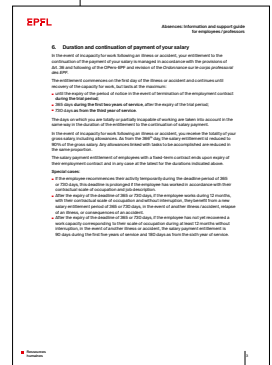 EPFL
Absences: Information and support guide
for employees / professors
6. Duration and continuation of payment of your salary
In the event of incapacity for work following an illness or accident, your entitlement to the
continuation of the payment of your salary is managed in accordance with the provisions of
Art. 36 and following of the OPers-EPF and revision of the Ordonnance sur le corps professoral
des EPF.
The entitlement commences on the first day of the illness or accident and continues until
recovery of the capacity for work, but lasts at the maximum:
until the expiry of the period of notice in the event of termination of the employment contract
during the trial period;
365 days during the first two years of service, after expiry of the trial period;
730 days as from the third year of service.
The days on which you are totally or partially incapable of working are taken into account in the
same way in the duration of the entitlement to the continuation of salary payment.
In the event of incapacity for work following an illness or accident, you receive the totality of your
gross salary including allowances. As from the 366th day, the salary entitlement is reduced to
90% of the gross salary. Any allowances linked with tasks to be accomplished are reduced in
the same proportion.
The salary payment entitlement of employees with a fixed-term contract ends upon expiry of
their employment contract and in any case at the latest for the durations indicated above.
Special cases:
If the employee recommences their activity temporarily during the deadline period of 365
or 730 days, this deadline is prolonged if the employee has worked in accordance with their
contractual scale of occupation and job description.
After the expiry of the deadline of 365 or 730 days, if the employee works during 12 months,
with their contractual scale of occupation and without interruption, they benefit from a new
salary entitlement period of 365 or 730 days, in the event of another illness / accident, relapse
of an illness, or consequences of an accident.
After the expiry of the deadline of 365 or 730 days, if the employee has not yet recovered a
work capacity corresponding to their scale of occupation during at least 12 months without
interruption, in the event of another illness or accident, the salary payment entitlement is
90 days during the first five years of service and 180 days as from the sixth year of service.
Ressources
humaines